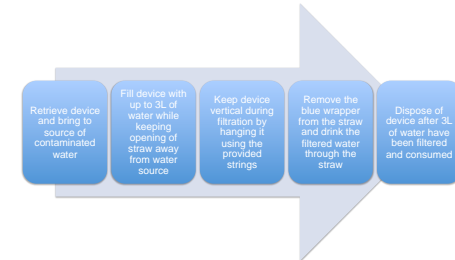 Retrieve device
and bring to
source of
contaminated
water
Fill device with
up to 3L of
water while
keeping
opening of
straw away
from water
source
Keep device
vertical during
filtration by
hanging it
using the
provided
strings
Remove the
blue wrapper
from the straw
and drink the
filtered water
through the
straw
Dispose of
device after 3L
of water have
been filtered
and consumed